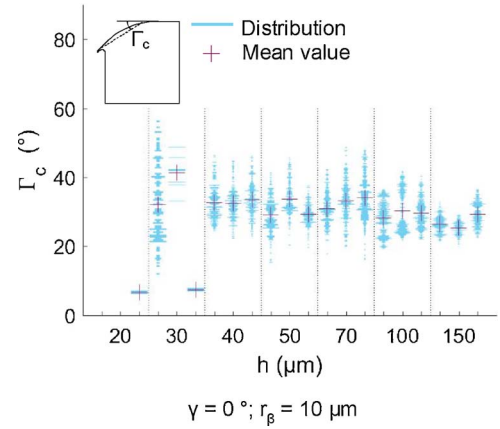 80
60
40
20
0
Γc (°)
Γc
Distribution
Mean value
20 30 40 50 70 100 150
h (µm)
γ = 0 °; rβ = 10 µm